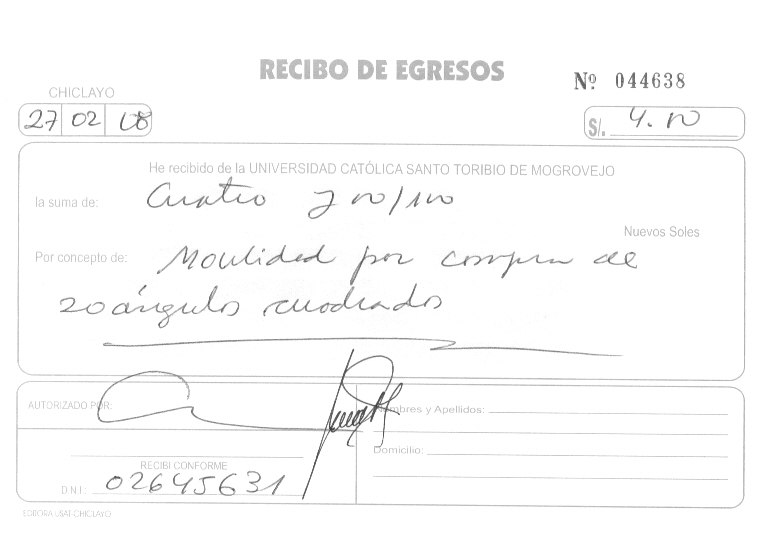 RECIBO DE EGRESOS
Nº 044638
CHICLAYO
27 02 08
S/. 4.00
He recibido de la UNIVERSIDAD CATÓLICA SANTO TORIBIO DE MOGROVEJO
la suma de: Cuatro y 00/100
Nuevos Soles
Por concepto de: Movilidad por compra de
20 ángulos cuadrados
AUTORIZADO POR:
Nombres y Apellidos:
Domicilio:
RECIBI CONFORME
DNI: 02645631
EDITORA USAT-CHICLAYO